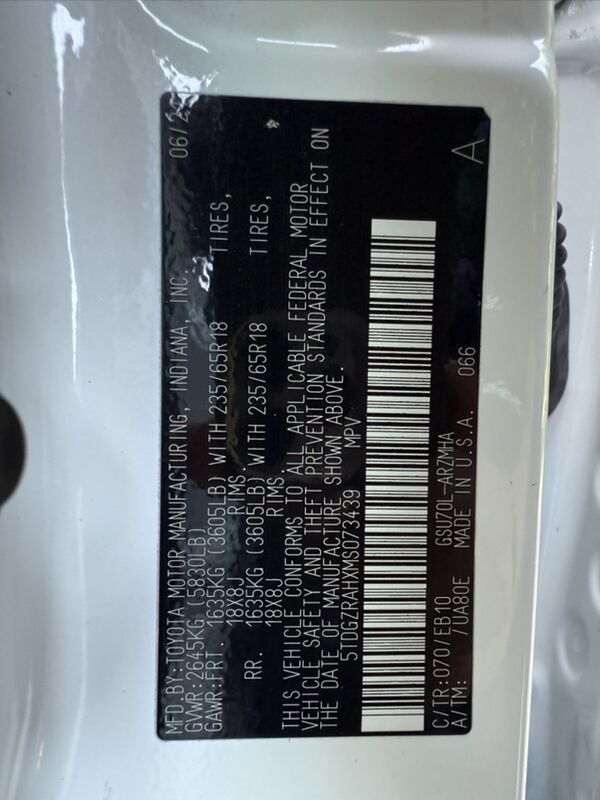 MFD BY:TOYOTA MOTOR MANUFACTURING, INDIANA, INC. 06/21
GVWR:2645KG (5830LB)
GAWR:FRT. 1635KG (3605LB) WITH 235/65R18 TIRES,
18X8J RIMS.
RR. 1635KG (3605LB) WITH 235/65R18 TIRES,
18X8J RIMS
THIS VEHICLE CONFORMS TO ALL APPLICABLE FEDERAL MOTOR
VEHICLE SAFETY AND THEFT PREVENTION STANDARDS IN EFFECT ON
THE DATE OF MANUFACTURE SHOWN ABOVE.
5TDGZRAHXMS073439 MPV
C/TR:070/EB10 GSU70L-ARZMHA 066 A
A/TM: /UA80E MADE IN U.S.A.